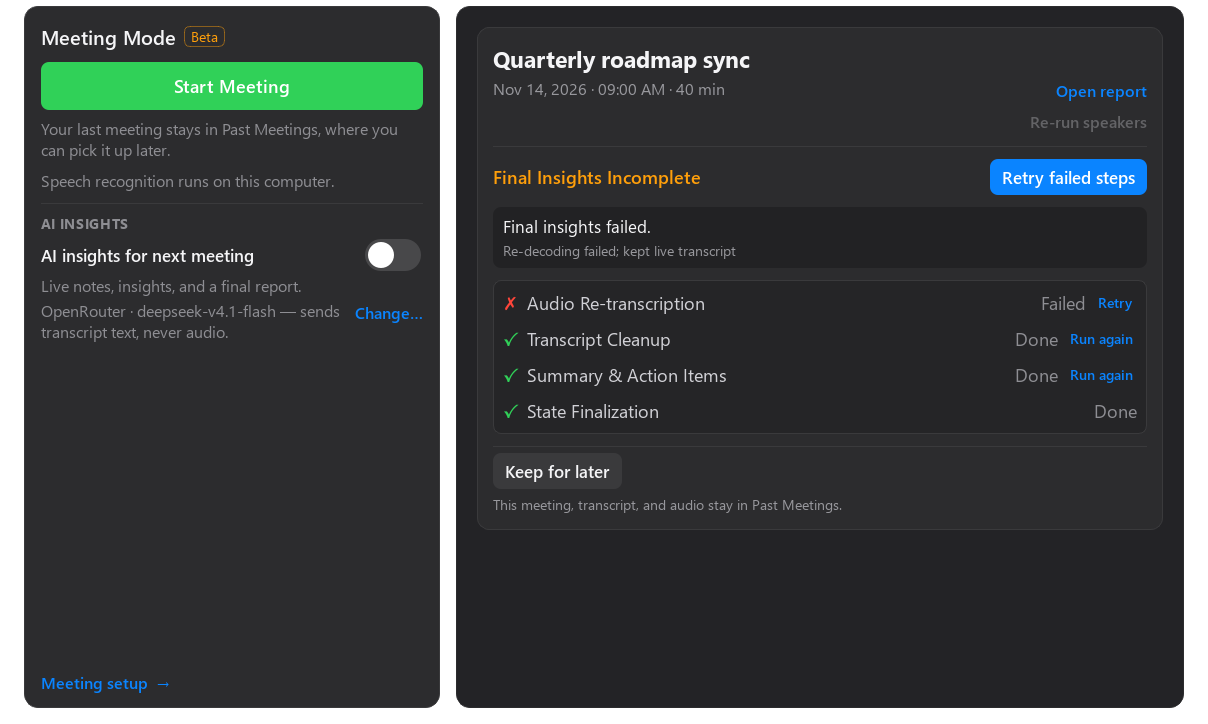 Meeting Mode Beta
Start Meeting
Your last meeting stays in Past Meetings, where you
can pick it up later.
Speech recognition runs on this computer.
AI INSIGHTS
AI insights for next meeting
Live notes, insights, and a final report.
OpenRouter · deepseek-v4.1-flash — sends
transcript text, never audio.
Change...
Meeting setup →
Quarterly roadmap sync
Nov 14, 2026 · 09:00 AM · 40 min
Open report
Re-run speakers
Final Insights Incomplete
Retry failed steps
Final insights failed.
Re-decoding failed; kept live transcript
✗ Audio Re-transcription Failed Retry
✓ Transcript Cleanup Done Run again
✓ Summary & Action Items Done Run again
✓ State Finalization Done
Keep for later
This meeting, transcript, and audio stay in Past Meetings.